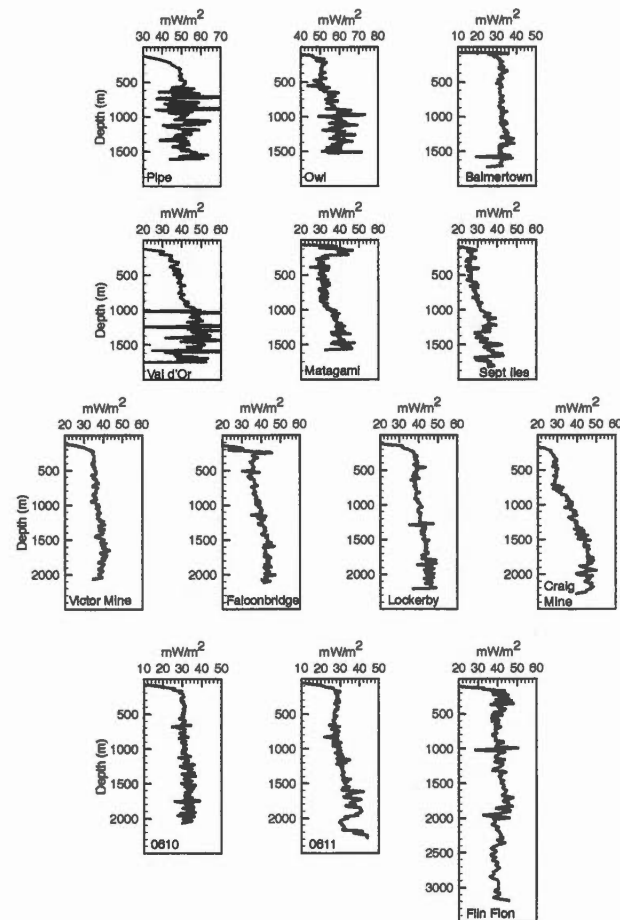 mW/m² mW/m² mW/m²
30 40 50 60 70 40 50 60 70 80 10 20 30 40 50
Depth (m)
500 500 500
1000 1000 1000
1500 1500 1500
Pipe Owl Balmertown
mW/m² mW/m² mW/m²
20 30 40 50 60 20 30 40 50 60 20 30 40 50 60
Depth (m)
500 500 500
1000 1000 1000
1500 1500 1500
Val d'Or Matagami Sept Iles
mW/m² mW/m² mW/m² mW/m²
20 30 40 50 60 20 30 40 50 60 20 30 40 50 60 20 30 40 50 60
Depth (m)
500 500 500 500
1000 1000 1000 1000
1500 1500 1500 1500
2000 2000 2000 2000
Victor Mine Falconbridge Lockerby Craig
Mine
mW/m² mW/m² mW/m²
10 20 30 40 50 10 20 30 40 50 20 30 40 50 60
Depth (m)
500 500 500
1000 1000 1000
1500 1500 1500
2000 2000 2000
0610 0611 2500
3000
Flin Flon